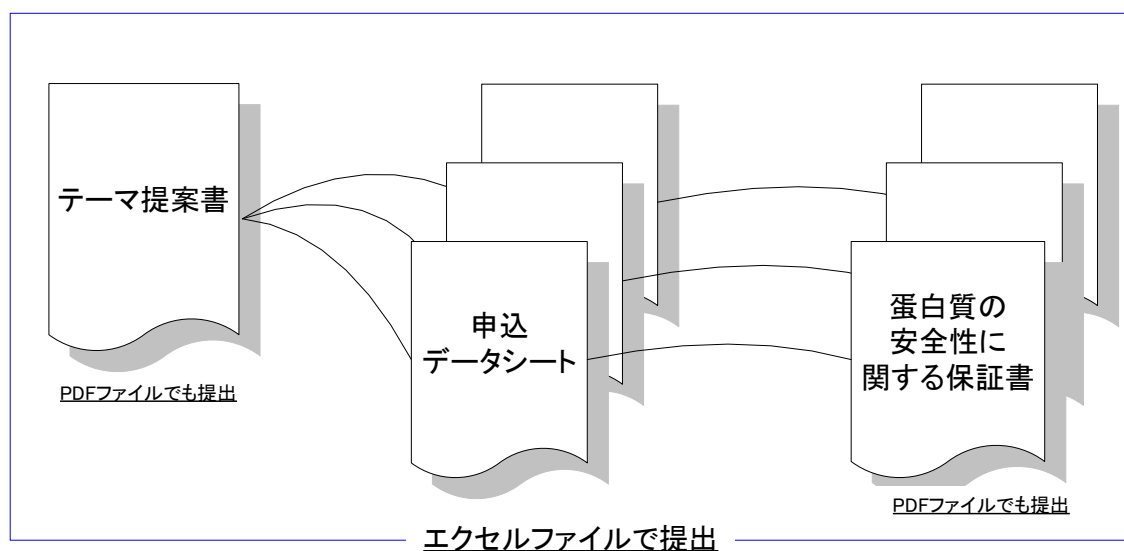 テーマ提案書
PDFファイルでも提出
申込
データシート
蛋白質の
安全性に
関する保証書
PDFファイルでも提出
エクセルファイルで提出